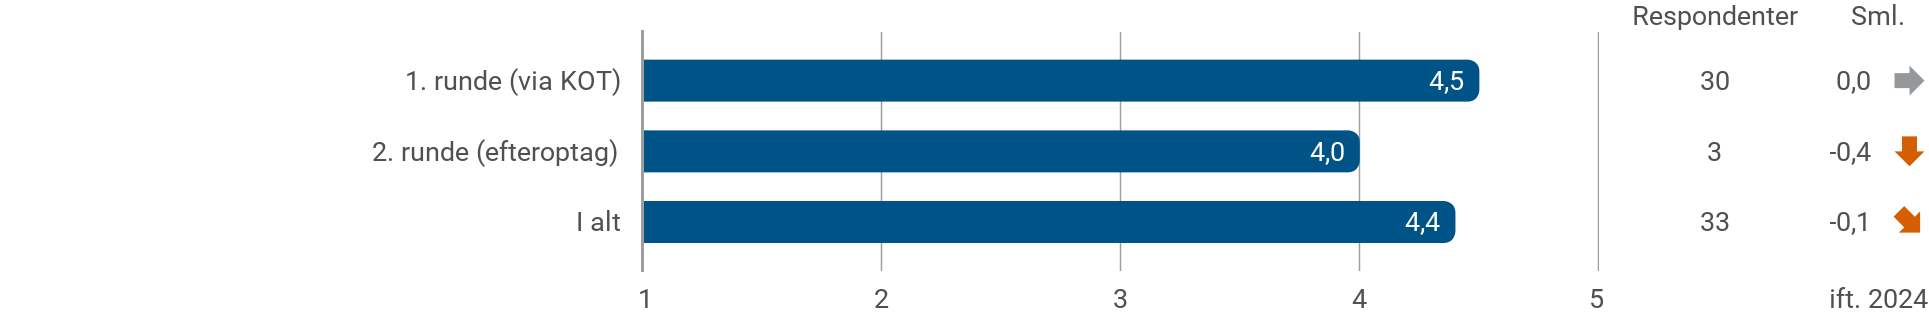 Respondenter Sml.
1. runde (via KOT) 4,5 30 0,0
2. runde (efteroptag) 4,0 3 -0,4
I alt 4,4 33 -0,1
1 2 3 4 5 ift. 2024